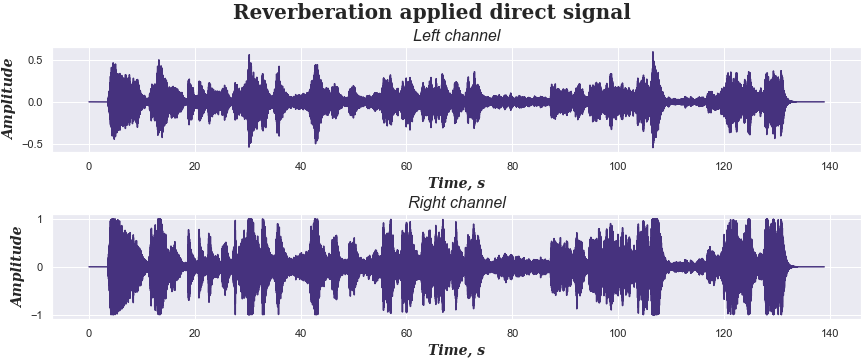 Reverberation applied direct signal
Left channel
Amplitude
0.5
0.0
−0.5
0 20 40 60 80 100 120 140
Time, s
Right channel
Amplitude
1
0
−1
0 20 40 60 80 100 120 140
Time, s